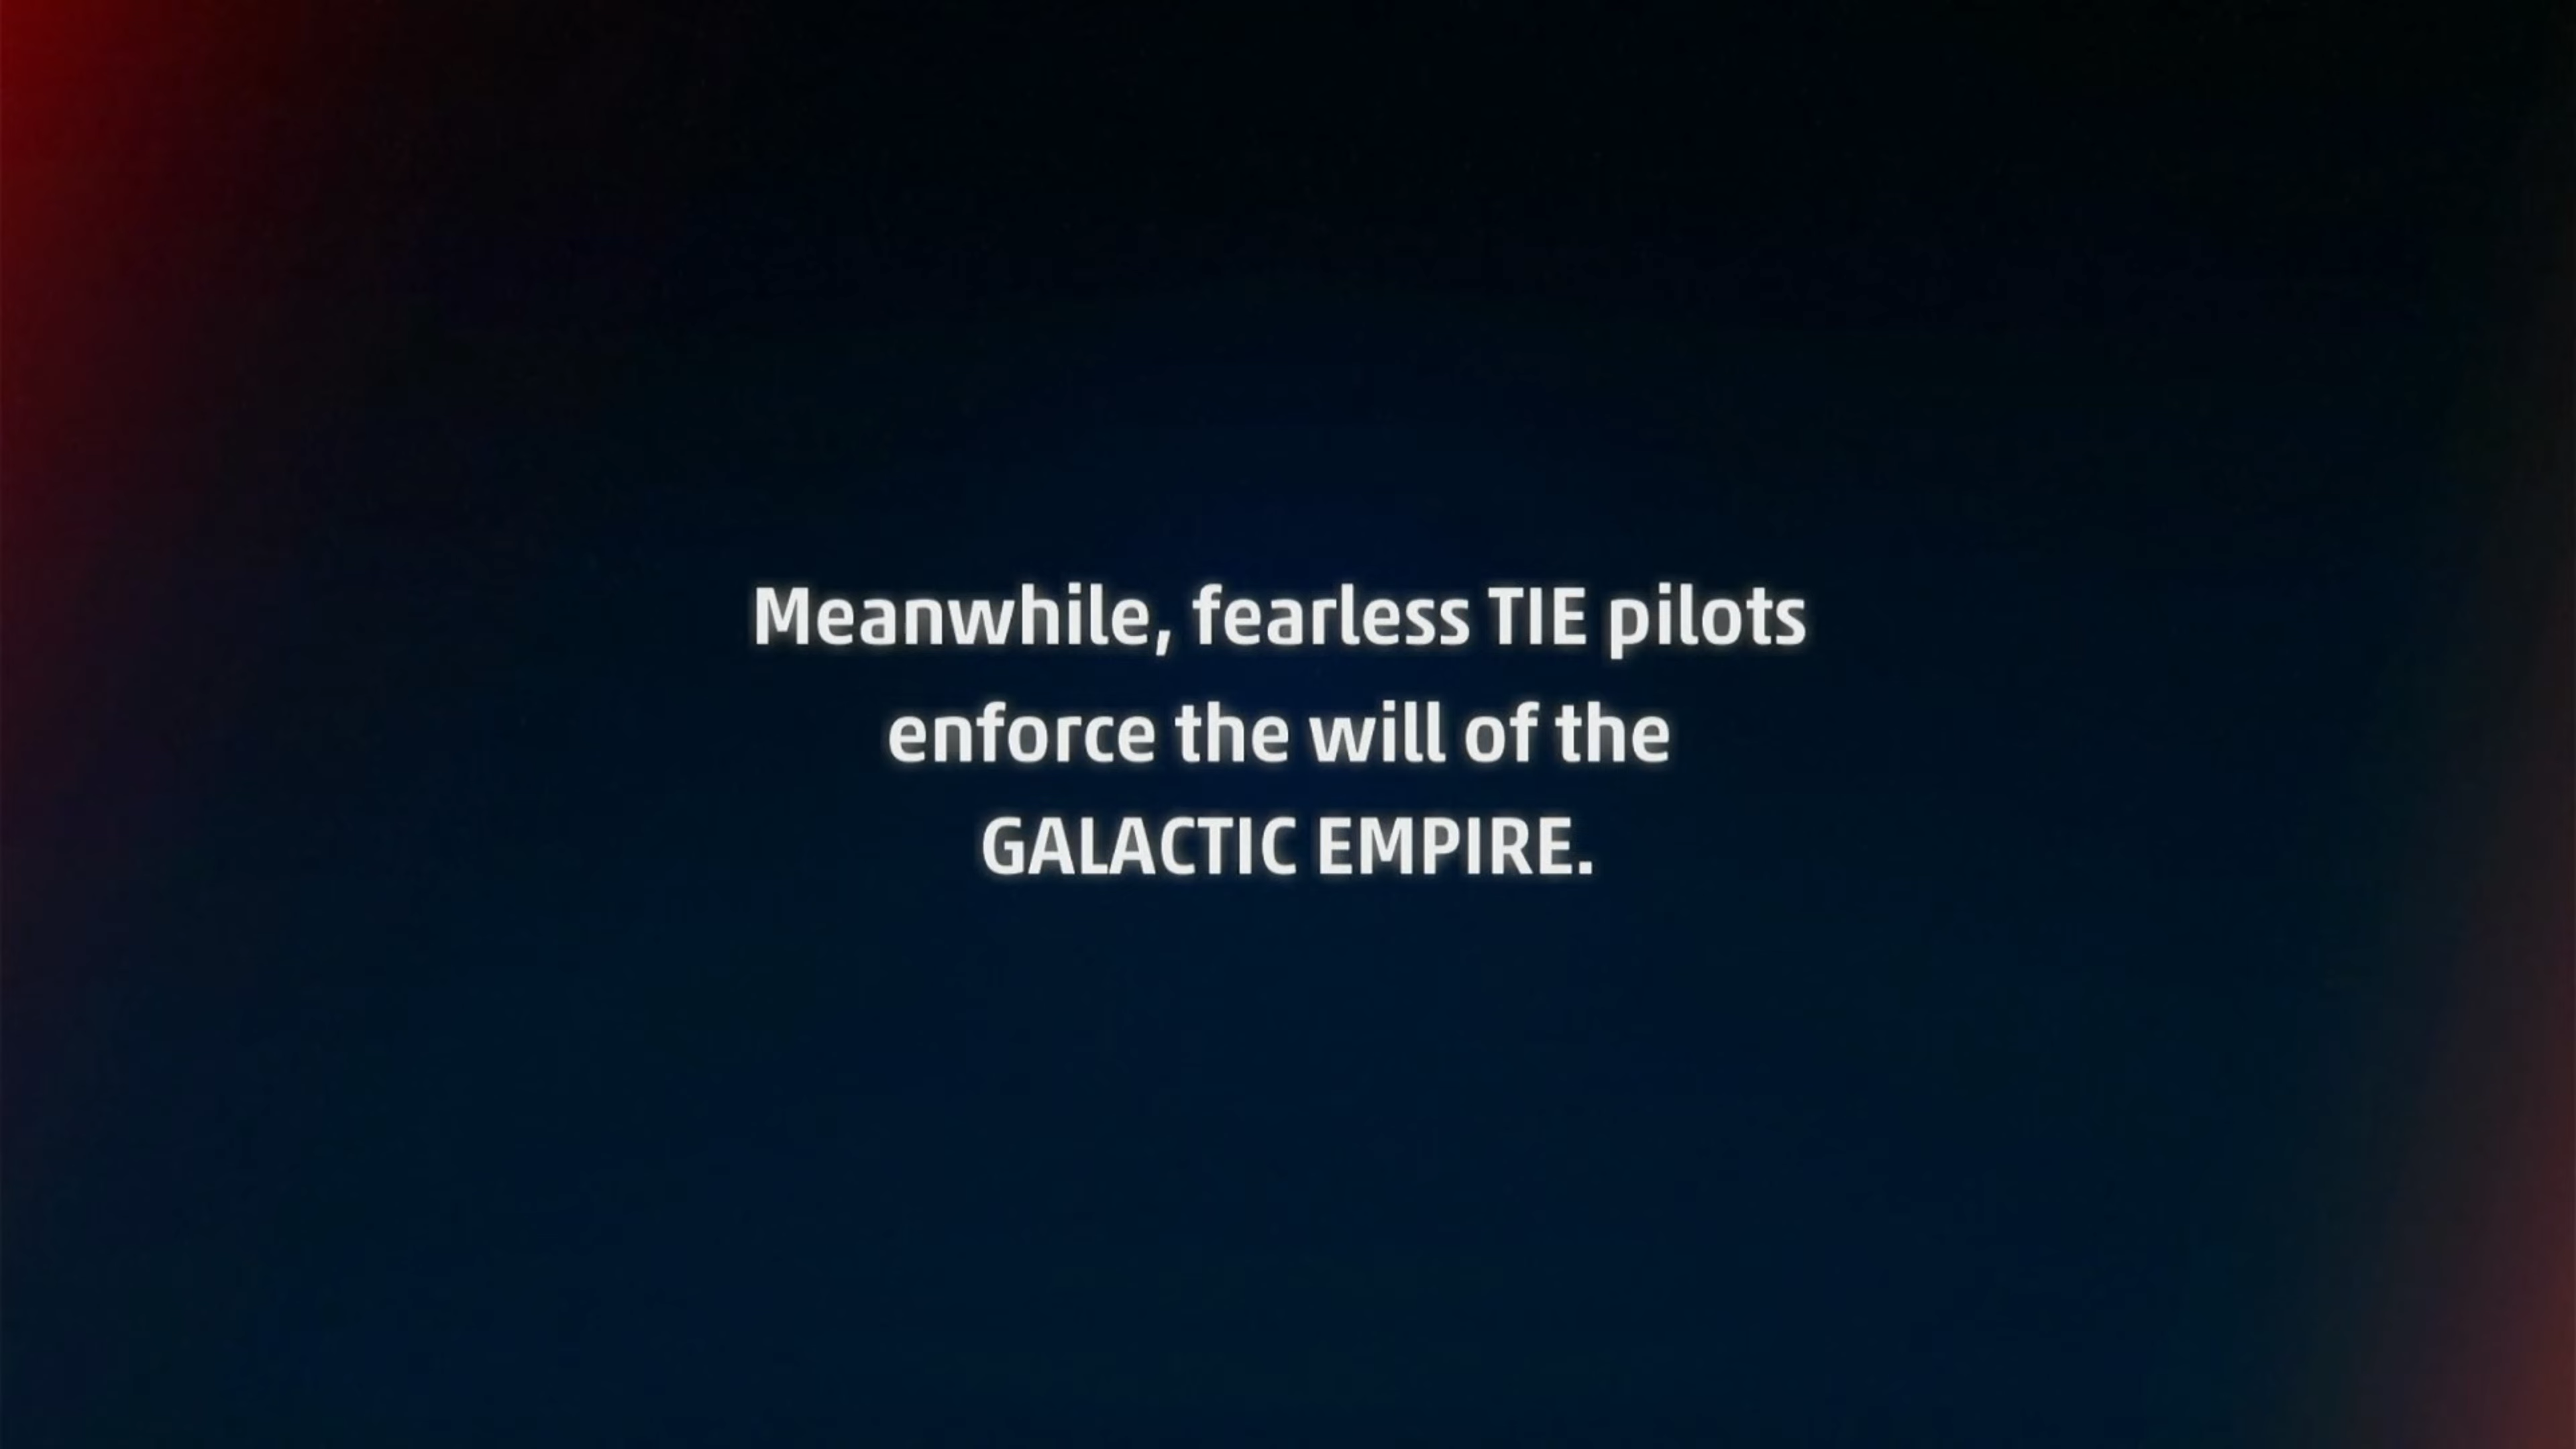 Meanwhile, fearless TIE pilots
enforce the will of the
GALACTIC EMPIRE.